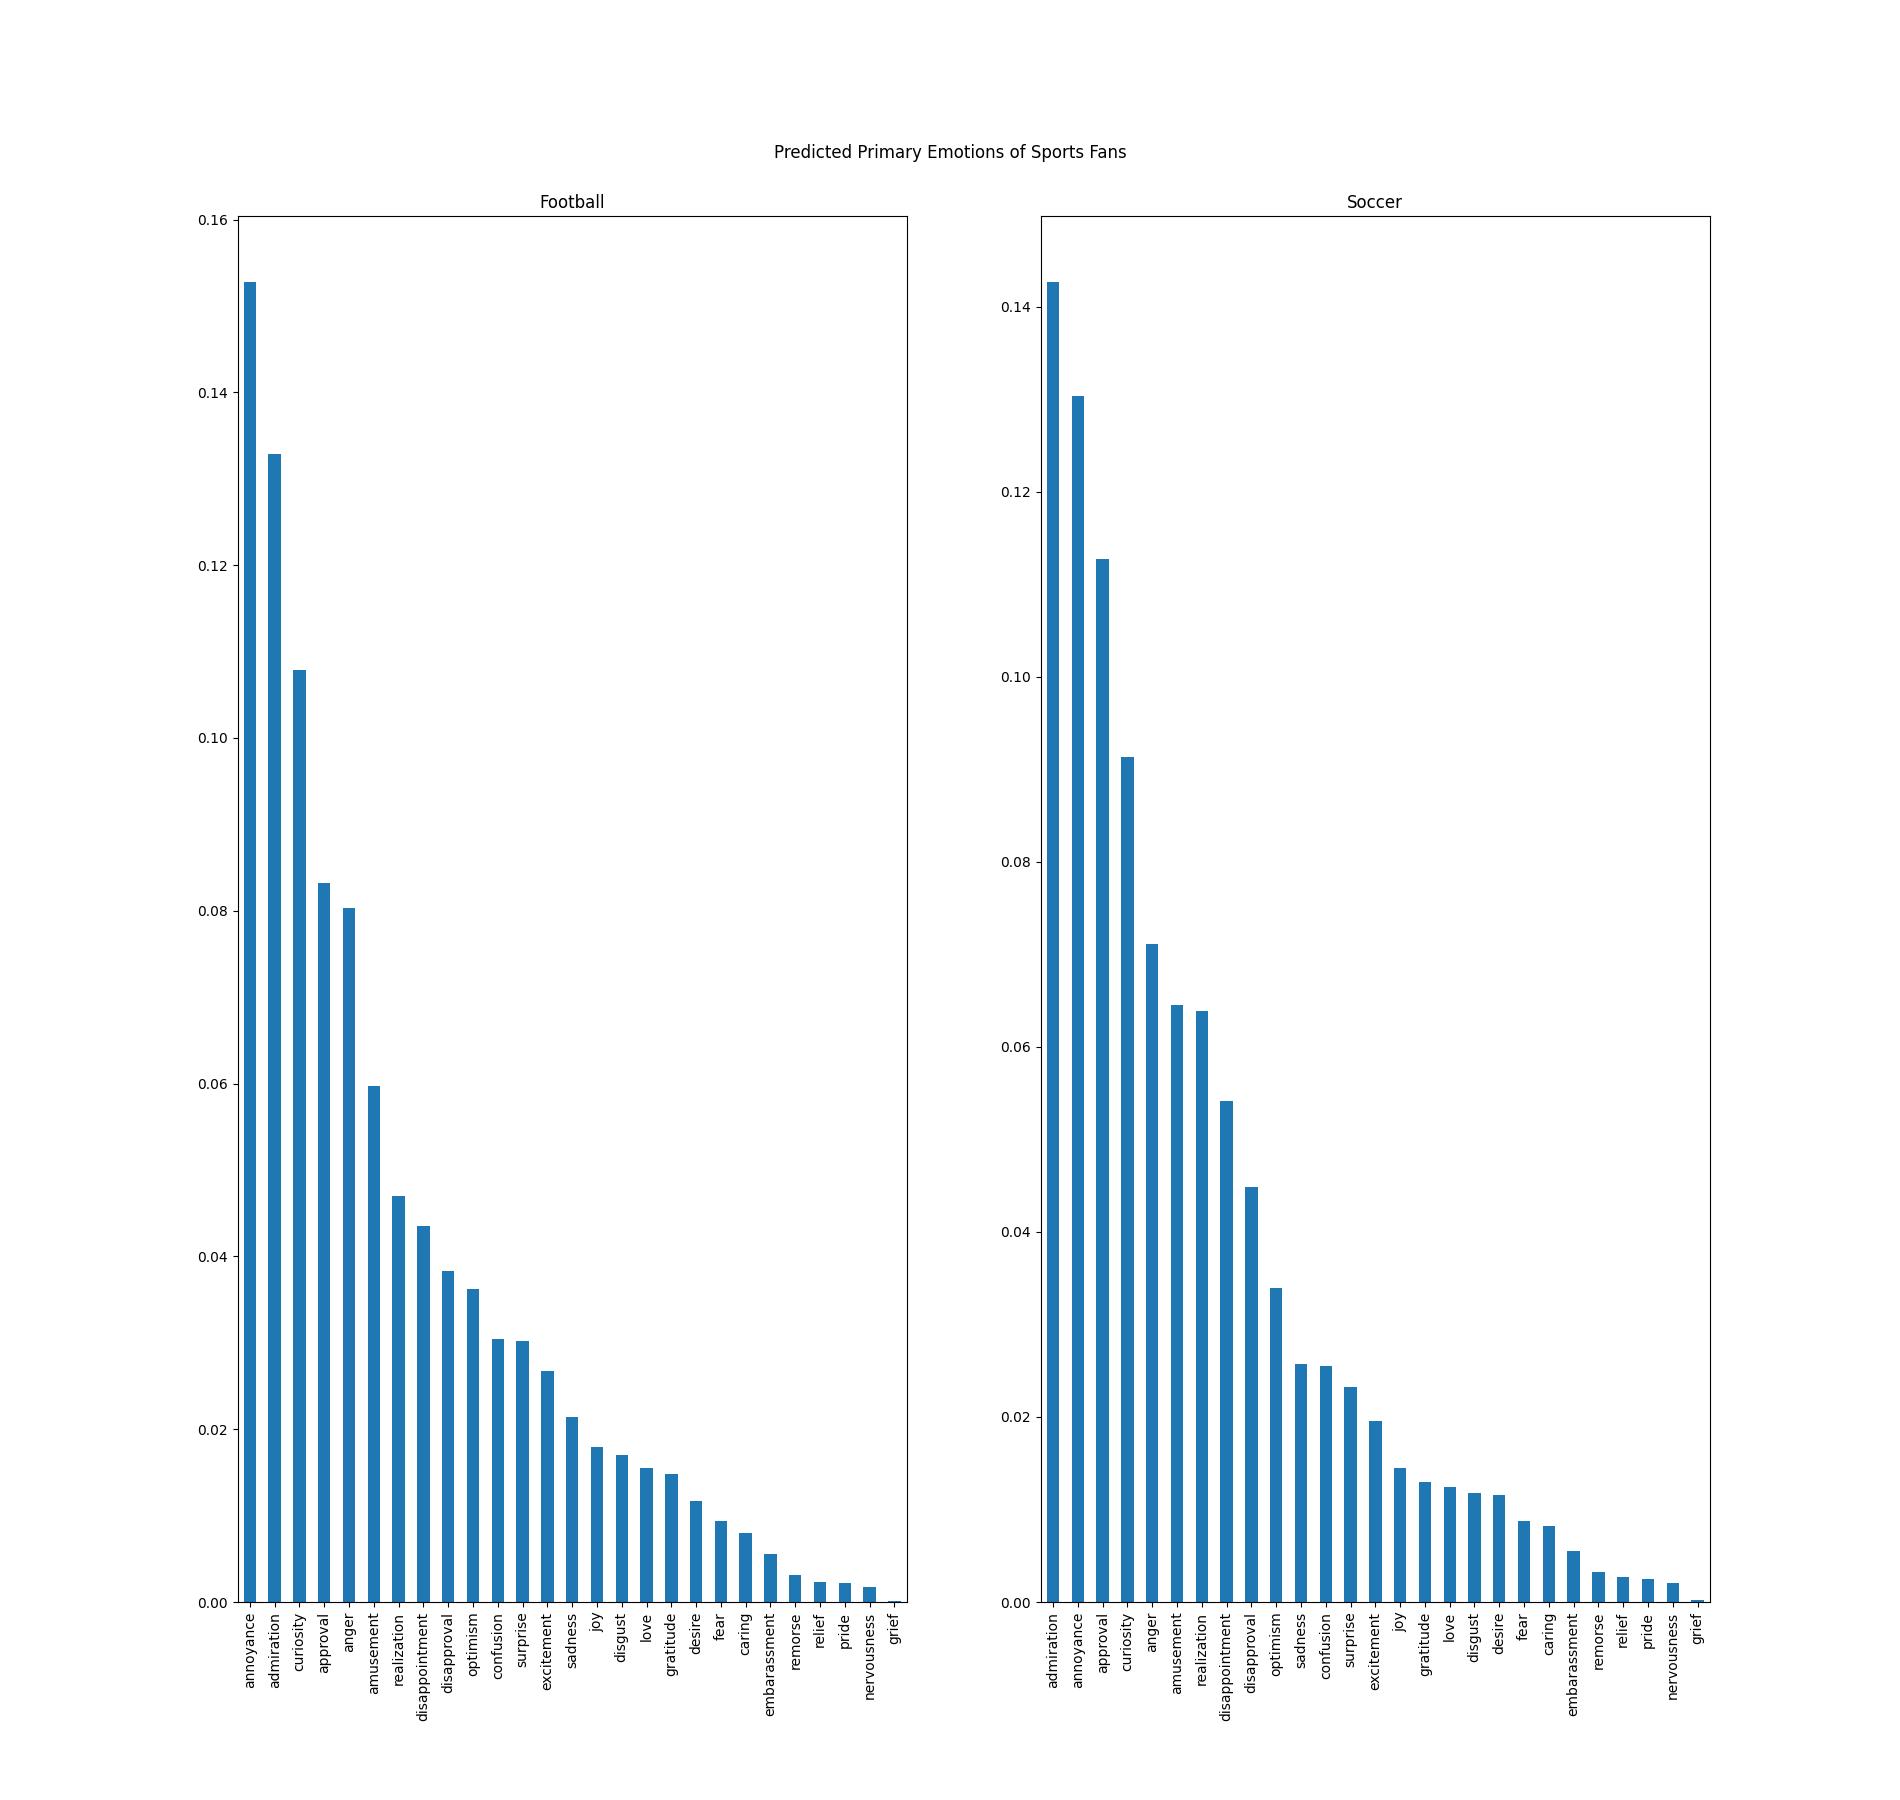 Predicted Primary Emotions of Sports Fans
Football
0.16
0.14
0.12
0.10
0.08
0.06
0.04
0.02
0.00
annoyance
admiration
curiosity
approval
anger
amusement
realization
disappointment
disapproval
optimism
confusion
surprise
excitement
sadness
joy
disgust
love
gratitude
desire
fear
caring
embarassment
remorse
relief
pride
nervousness
grief
Soccer
0.14
0.12
0.10
0.08
0.06
0.04
0.02
0.00
admiration
annoyance
approval
curiosity
anger
amusement
realization
disappointment
disapproval
optimism
sadness
confusion
surprise
excitement
joy
gratitude
love
disgust
desire
fear
caring
embarassment
remorse
relief
pride
nervousness
grief